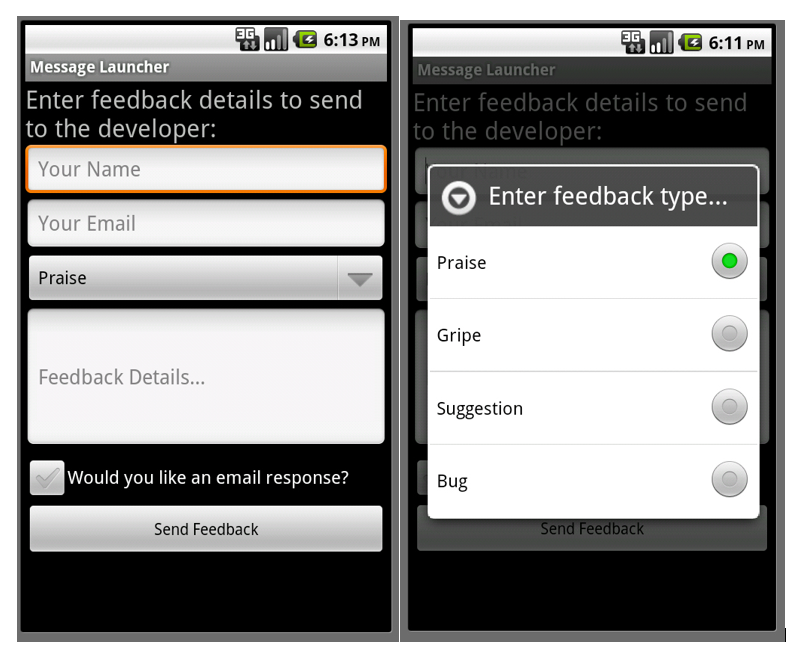 3G 6:13 PM
Message Launcher
Enter feedback details to send
to the developer:
Your Name
Your Email
Praise
Feedback Details...
Would you like an email response?
Send Feedback
3G 6:11 PM
Message Launcher
Enter feedback details to send
to the developer:
Your Name
Enter feedback type...
Praise
Gripe
Suggestion
Bug
Send Feedback